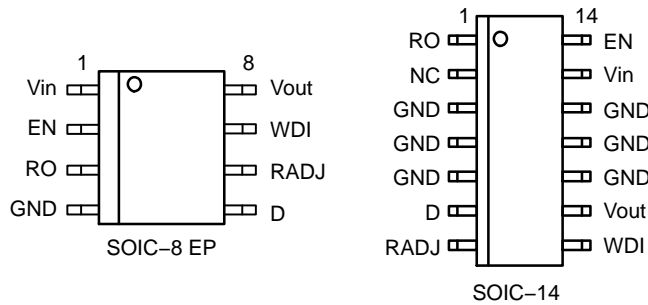 1 8
Vin Vout
EN WDI
RO RADJ
GND D
SOIC−8 EP
1 14
RO EN
NC Vin
GND GND
GND GND
GND GND
D Vout
RADJ WDI
SOIC−14